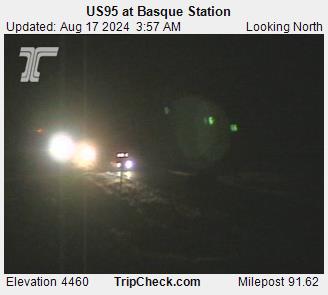 US95 at Basque Station
Updated: Aug 17 2024 3:57 AM Looking North
Elevation 4460 TripCheck.com Milepost 91.62